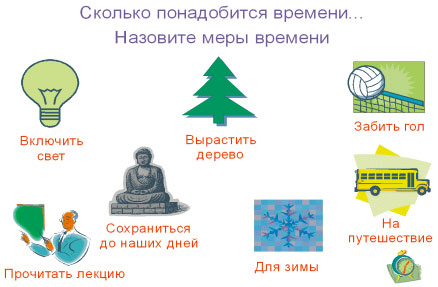 Сколько понадобится времени...
Назовите меры времени
Включить
свет
Вырастить
дерево
Забить гол
Сохраниться
до наших дней
На
путешествие
Прочитать лекцию
Для зимы